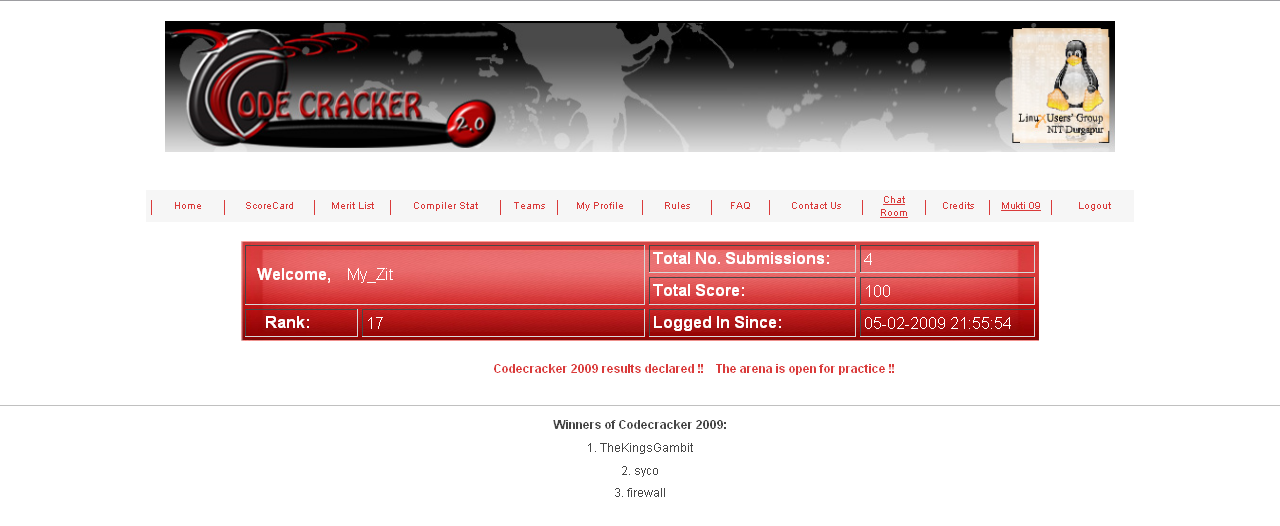 CODE CRACKER 2.0
Linux Users' Group
NIT Durgapur
Home ScoreCard Merit List Compiler Stat Teams My Profile Rules FAQ Contact Us Chat Room Credits Mukti 09 Logout
Welcome, My_Zit
Total No. Submissions: 4
Total Score: 100
Rank: 17
Logged In Since: 05-02-2009 21:55:54
Codecracker 2009 results declared !! The arena is open for practice !!
Winners of Codecracker 2009:
1. TheKingsGambit
2. syco
3. firewall